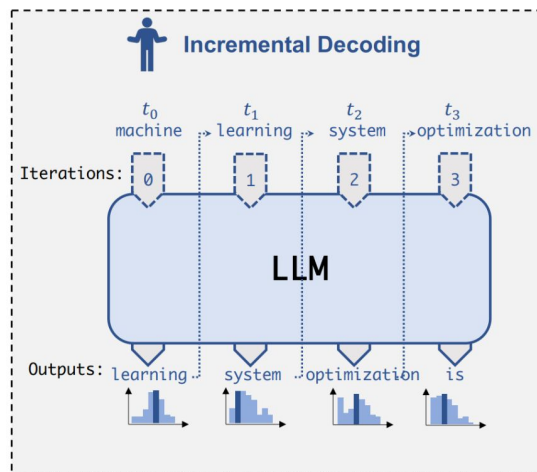 Incremental Decoding
t₀ t₁ t₂ t₃
machine learning system optimization
Iterations: 0 1 2 3
LLM
Outputs:
learning system optimization is